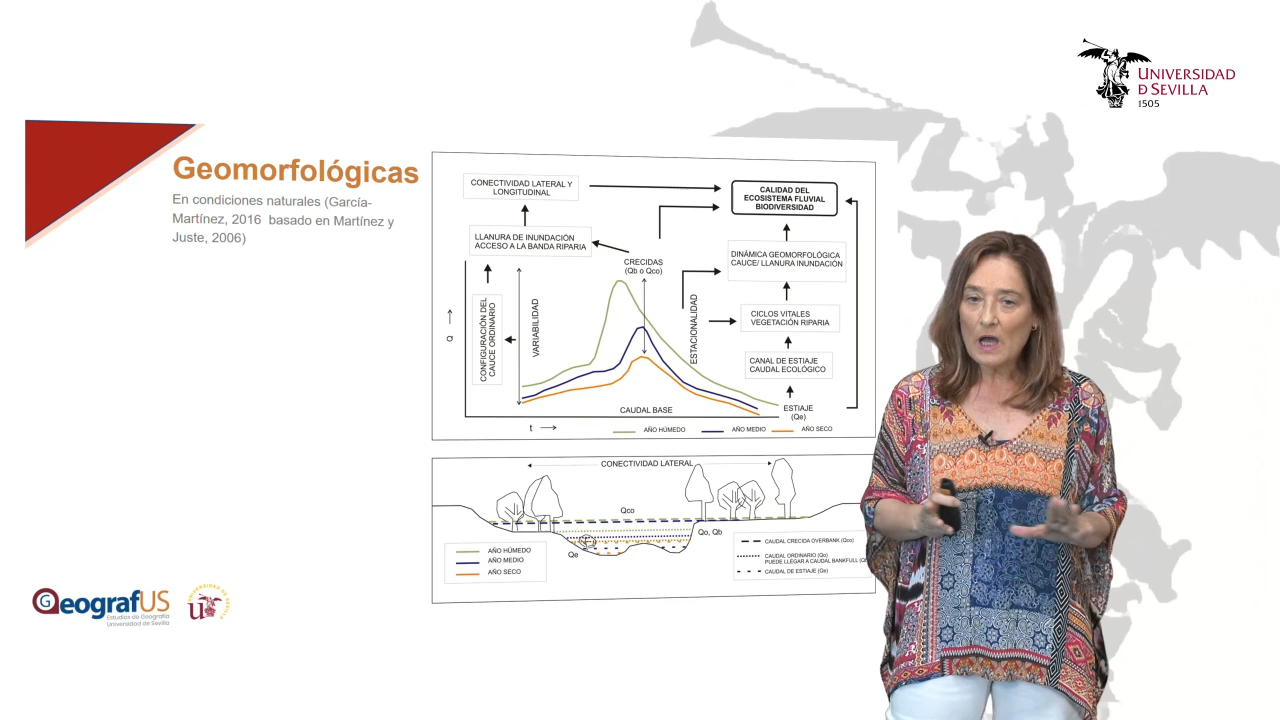 UNIVERSIDAD
D SEVILLA
1505
Geomorfológicas
En condiciones naturales (García-
Martínez, 2016 basado en Martínez y
Juste, 2006)
CONECTIVIDAD LATERAL Y
LONGITUDINAL
CALIDAD DEL
ECOSISTEMA FLUVIAL
BIODIVERSIDAD
LLANURA DE INUNDACIÓN
ACCESO A LA BANDA RIPARIA
CRECIDAS
(Qb o Qco)
DINÁMICA GEOMORFOLÓGICA
CAUCE/ LLANURA INUNDACIÓN
CONFIGURACIÓN DEL
CAUCE ORDINARIO
VARIABILIDAD
ESTACIONALIDAD
CICLOS VITALES
VEGETACIÓN RIPARIA
CANAL DE ESTIAJE
CAUDAL ECOLÓGICO
Q
CAUDAL BASE
ESTIAJE
(Qe)
t
AÑO HÚMEDO
AÑO MEDIO
AÑO SECO
CONECTIVIDAD LATERAL
Qco
Qo, Qb
Qe
AÑO HÚMEDO
AÑO MEDIO
AÑO SECO
CAUDAL CRECIDA OVERBANK (Qco)
CAUDAL ORDINARIO (Qo)
PUEDE LLEGAR A CAUDAL BANKFULL
CAUDAL DE ESTIAJE (Qe)
GeografUS
Estudios de Geografía
Universidad de Sevilla
UNIVERSIDAD DE SEVILLA